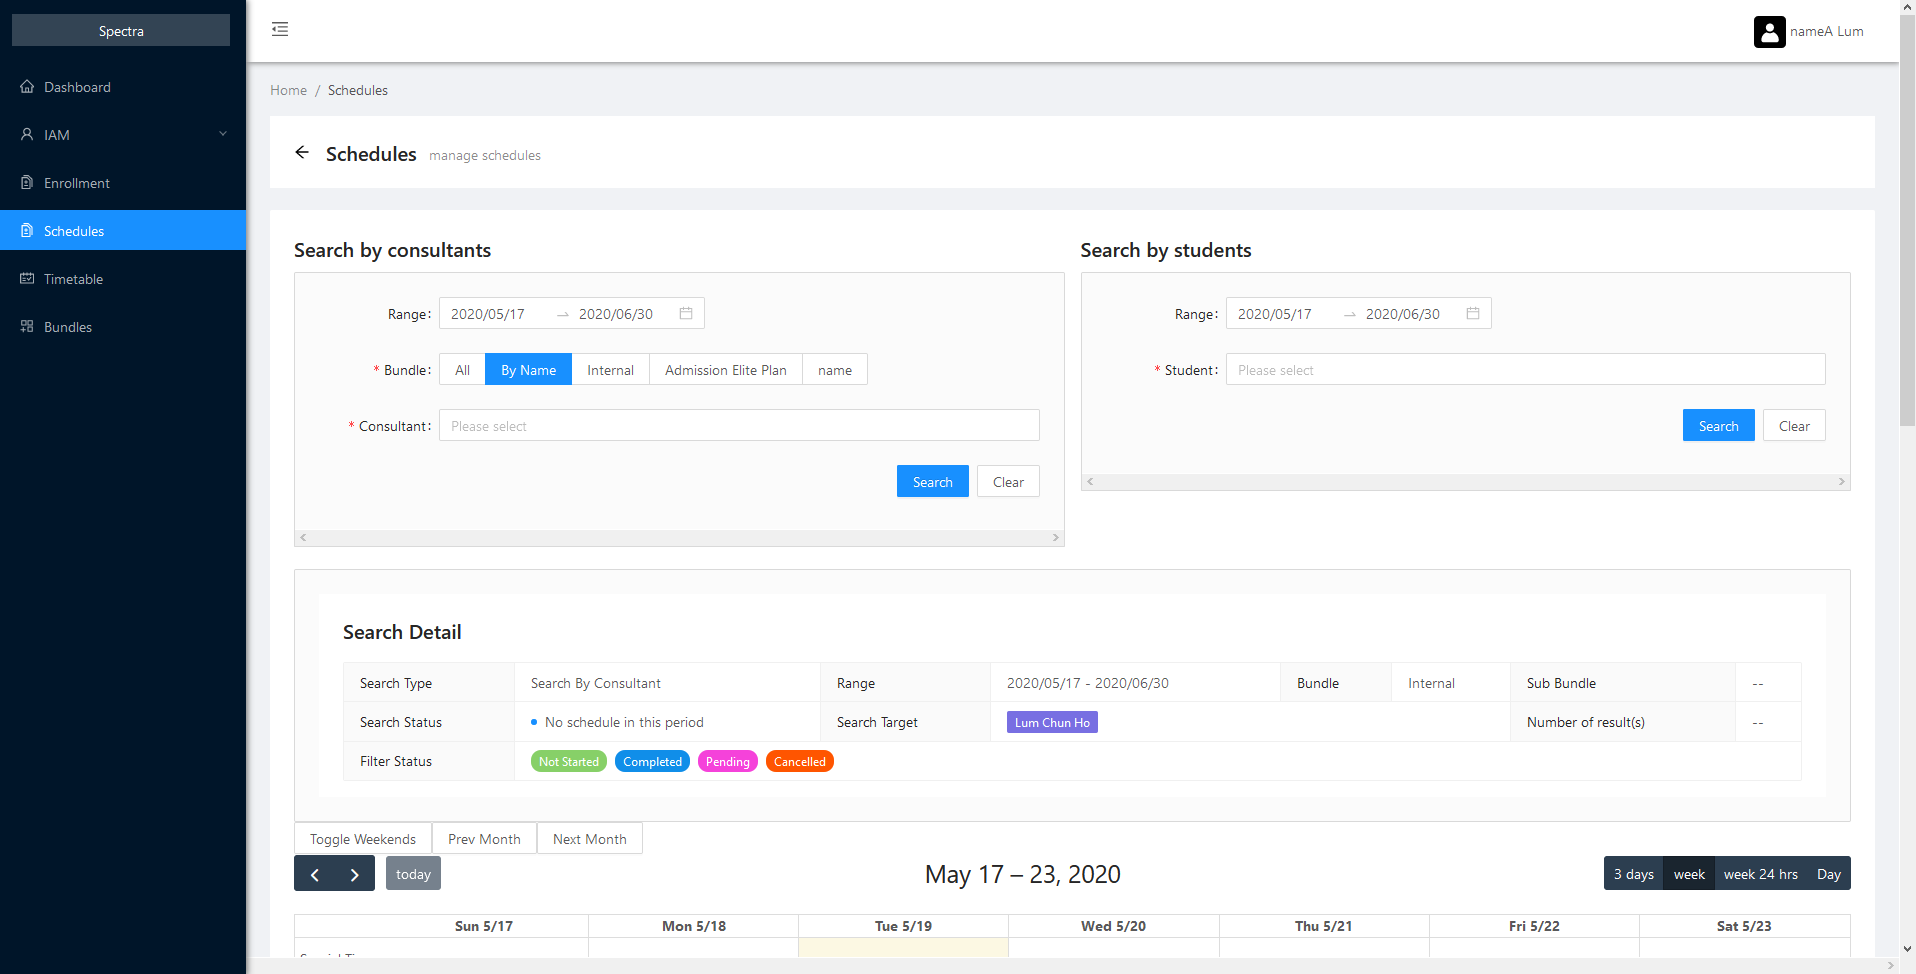 Spectra
nameA Lum
Dashboard
IAM
Enrollment
Schedules
Timetable
Bundles
Home / Schedules
Schedules manage schedules
Search by consultants
Range: 2020/05/17 → 2020/06/30
* Bundle: All By Name Internal Admission Elite Plan name
* Consultant: Please select
Search Clear
Search by students
Range: 2020/05/17 → 2020/06/30
* Student: Please select
Search Clear
Search Detail
Search Type Search By Consultant Range 2020/05/17 - 2020/06/30 Bundle Internal Sub Bundle --
Search Status No schedule in this period Search Target Lum Chun Ho Number of result(s) --
Filter Status Not Started Completed Pending Cancelled
Toggle Weekends Prev Month Next Month
today May 17 – 23, 2020 3 days week week 24 hrs Day
Sun 5/17 Mon 5/18 Tue 5/19 Wed 5/20 Thu 5/21 Fri 5/22 Sat 5/23